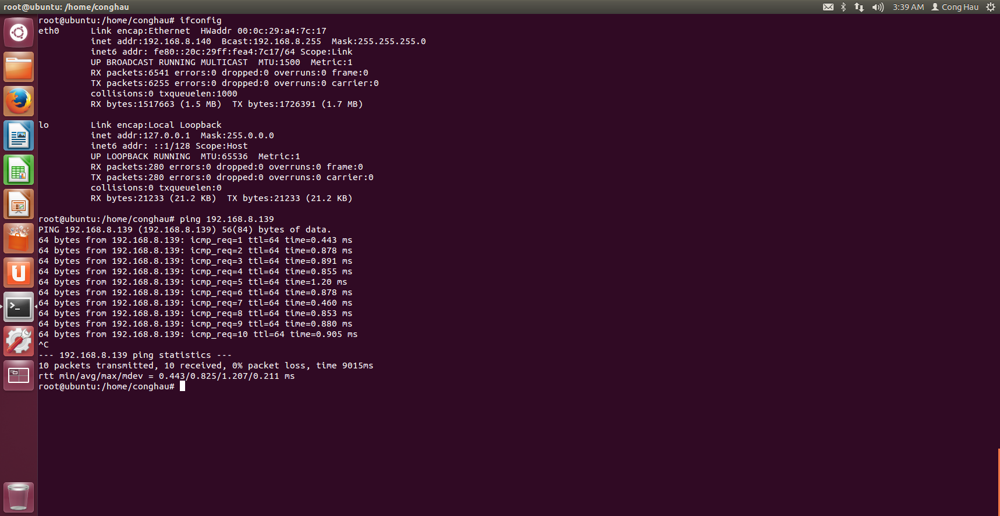 root@ubuntu: /home/conghau
3:39 AM
Cong Hau
root@ubuntu:/home/conghau# ifconfig
eth0      Link encap:Ethernet  HWaddr 00:0c:29:a4:7c:17
          inet addr:192.168.8.140  Bcast:192.168.8.255  Mask:255.255.255.0
          inet6 addr: fe80::20c:29ff:fea4:7c17/64 Scope:Link
          UP BROADCAST RUNNING MULTICAST  MTU:1500  Metric:1
          RX packets:6541 errors:0 dropped:0 overruns:0 frame:0
          TX packets:6255 errors:0 dropped:0 overruns:0 carrier:0
          collisions:0 txqueuelen:1000
          RX bytes:1517663 (1.5 MB)  TX bytes:1726391 (1.7 MB)
lo        Link encap:Local Loopback
          inet addr:127.0.0.1  Mask:255.0.0.0
          inet6 addr: ::1/128 Scope:Host
          UP LOOPBACK RUNNING  MTU:65536  Metric:1
          RX packets:280 errors:0 dropped:0 overruns:0 frame:0
          TX packets:280 errors:0 dropped:0 overruns:0 carrier:0
          collisions:0 txqueuelen:0
          RX bytes:21233 (21.2 KB)  TX bytes:21233 (21.2 KB)
root@ubuntu:/home/conghau# ping 192.168.8.139
PING 192.168.8.139 (192.168.8.139) 56(84) bytes of data.
64 bytes from 192.168.8.139: icmp_req=1 ttl=64 time=0.443 ms
64 bytes from 192.168.8.139: icmp_req=2 ttl=64 time=0.878 ms
64 bytes from 192.168.8.139: icmp_req=3 ttl=64 time=0.891 ms
64 bytes from 192.168.8.139: icmp_req=4 ttl=64 time=0.855 ms
64 bytes from 192.168.8.139: icmp_req=5 ttl=64 time=1.20 ms
64 bytes from 192.168.8.139: icmp_req=6 ttl=64 time=0.878 ms
64 bytes from 192.168.8.139: icmp_req=7 ttl=64 time=0.460 ms
64 bytes from 192.168.8.139: icmp_req=8 ttl=64 time=0.853 ms
64 bytes from 192.168.8.139: icmp_req=9 ttl=64 time=0.880 ms
64 bytes from 192.168.8.139: icmp_req=10 ttl=64 time=0.905 ms
^C
--- 192.168.8.139 ping statistics ---
10 packets transmitted, 10 received, 0% packet loss, time 9015ms
rtt min/avg/max/mdev = 0.443/0.825/1.207/0.211 ms
root@ubuntu:/home/conghau#